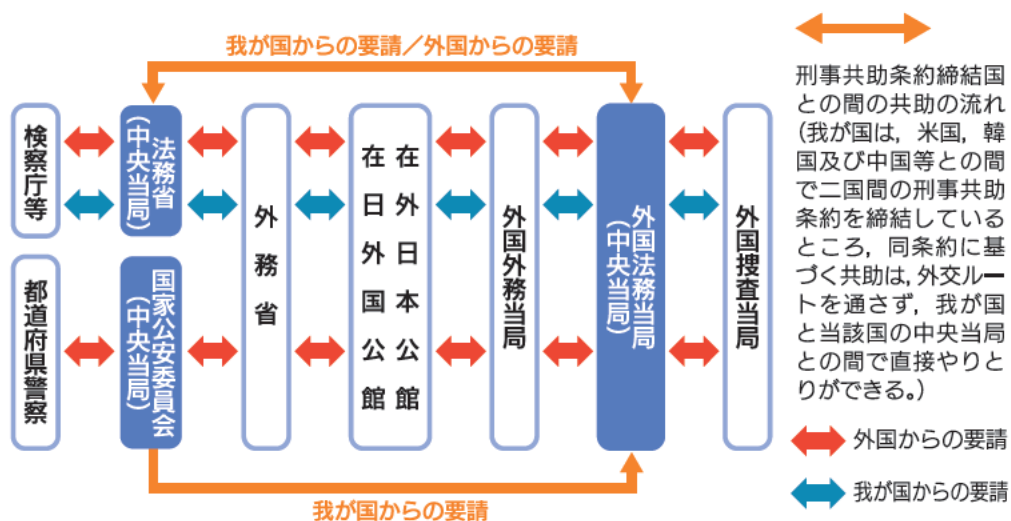 我が国からの要請／外国からの要請
検察庁等
法務省
(中央当局)
都道府県警察
国家公安委員会
(中央当局)
外務省
在外日本公館
在日外国公館
外国外務当局
外国法務当局
(中央当局)
外国捜査当局
我が国からの要請
刑事共助条約締結国
との間の共助の流れ
(我が国は，米国，韓
国及び中国等との間
で二国間の刑事共助
条約を締結している
ところ，同条約に基
づく共助は，外交ルー
トを通さず，我が国
と当該国の中央当局
との間で直接やりと
りができる。)
外国からの要請
我が国からの要請